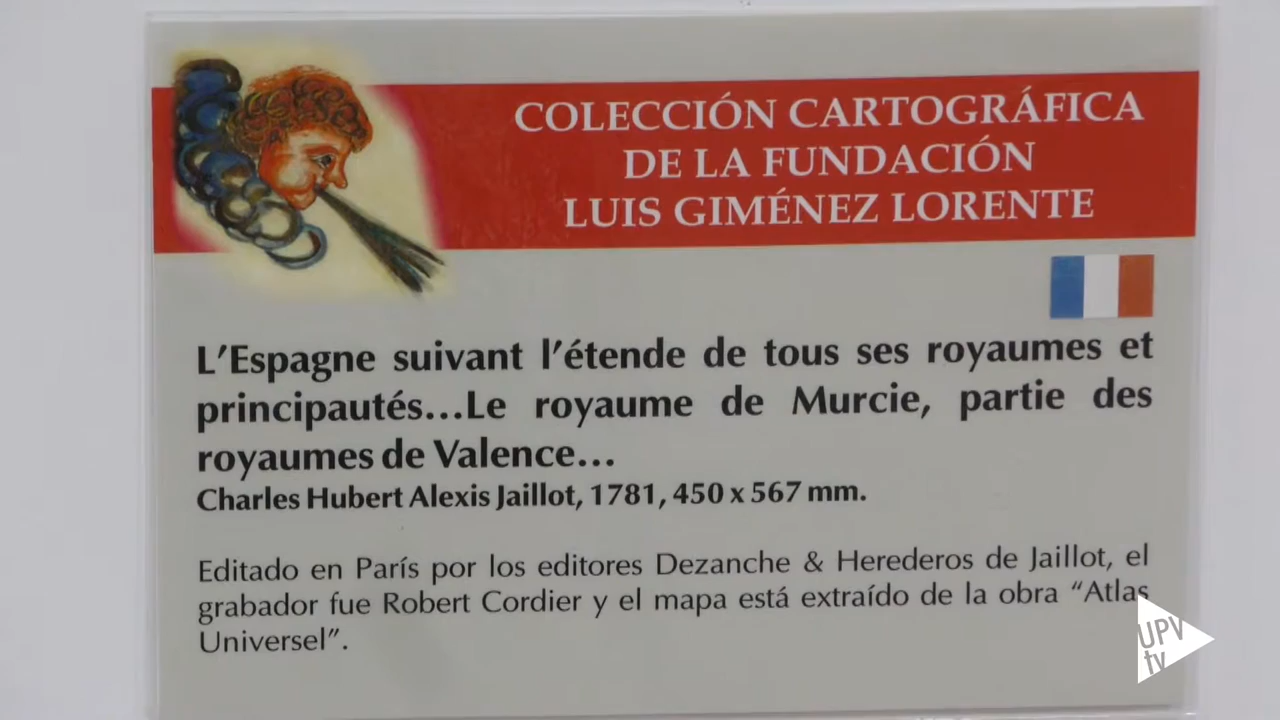 COLECCIÓN CARTOGRÁFICA
DE LA FUNDACIÓN
LUIS GIMÉNEZ LORENTE
L’Espagne suivant l’étende de tous ses royaumes et
principautés...Le royaume de Murcie, partie des
royaumes de Valence...
Charles Hubert Alexis Jaillot, 1781, 450 x 567 mm.
Editado en París por los editores Dezanche & Herederos de Jaillot, el
grabador fue Robert Cordier y el mapa está extraído de la obra “Atlas
Universel”.
UPV
tv